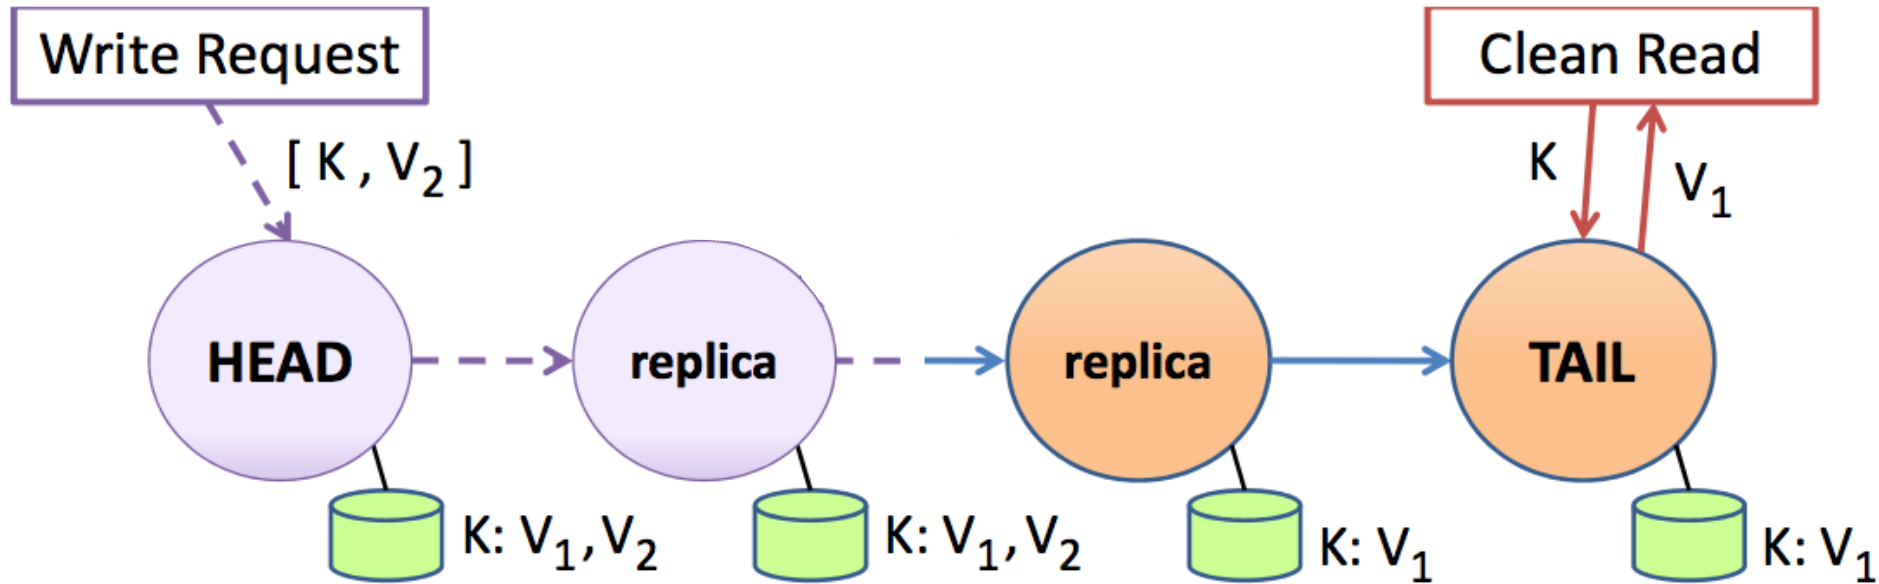 Write Request
Clean Read
[ K , V₂ ]
K
V₁
HEAD
replica
replica
TAIL
K: V₁,V₂
K: V₁,V₂
K: V₁
K: V₁